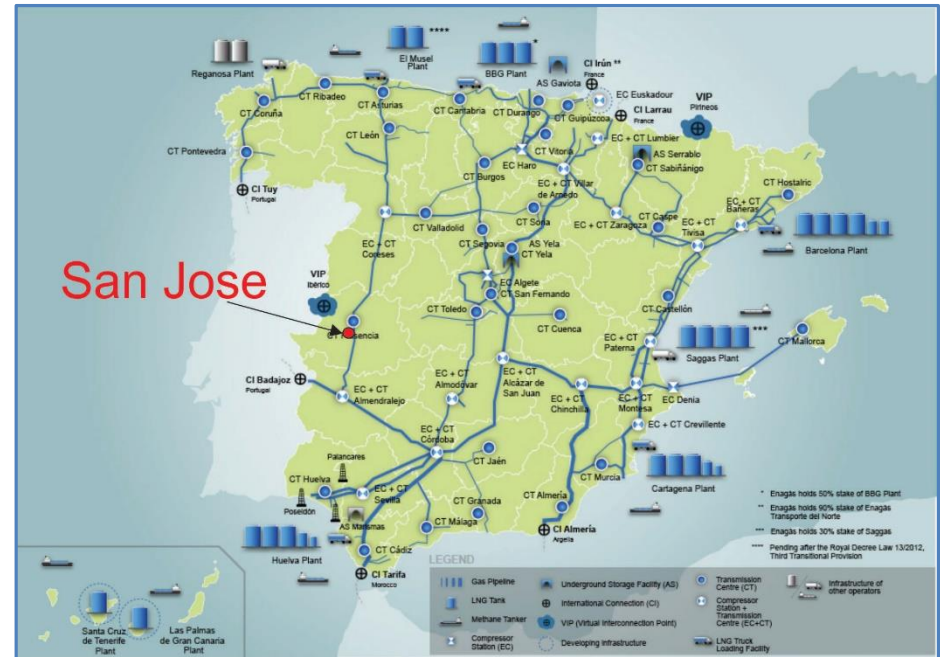 ****
El Musel
Plant
*
BBG Plant
Reganosa Plant
AS Gaviota
CI Irún **
France
EC Euskadour
CI Larrau
France
VIP
Pirineos
CT Ribadeo
CT Asturias
CT Cantabria
CT Durango
CT Guipúzcoa
CT Coruña
CT León
CT Vitoria
EC + CT Lumbier
AS Serrablo
CT Sabiñánigo
CT Pontevedra
EC Haro
CT Burgos
EC + CT Villar
de Arnedo
CT Hostalric
CI Tuy
Portugal
CT Valladolid
CT Soria
CT Caspe
EC + CT Zaragoza
EC + CT
Tivisa
EC + CT
Bañeras
EC + CT
Coreses
CT Segovia
AS Yela
CT Yela
Barcelona Plant
San Jose
VIP
Ibérico
EC Algete
CT San Fernando
CT Toledo
CT Cuenca
CT Castellón
CT Mallorca
EC + CT
Paterna
***
Saggas Plant
CI Badajoz
Portugal
EC + CT
Almendralejo
EC + CT
Almodóvar
EC + CT
Alcázar de
San Juan
EC + CT
Chinchilla
EC + CT
Montesa
EC Denia
EC + CT Crevillente
EC + CT
Córdoba
CT Jaén
Palancares
CT Huelva
EC + CT
Sevilla
CT Murcia
Cartagena Plant
Poseidón
AS Marismas
CT Granada
CT Málaga
CT Almería
CI Almería
Argelia
Huelva Plant
CT Cádiz
CI Tarifa
Morocco
* Enagás holds 50% stake of BBG Plant
** Enagás holds 90% stake of Enagás
Transporte del Norte
*** Enagás holds 30% stake of Saggas
**** Pending after the Royal Decree Law 13/2012,
Third Transitional Provision
Santa Cruz
de Tenerife
Plant
Las Palmas
de Gran Canaria
Plant
LEGEND
Gas Pipeline
LNG Tank
Methane Tanker
Compressor
Station (EC)
Underground Storage Facility (AS)
International Connection (CI)
VIP (Virtual Interconnection Point)
Developing Infrastructure
Transmission
Centre (CT)
Compressor
Station +
Transmission
Centre (EC+CT)
LNG Truck
Loading Facility
Infrastructure of
other operators